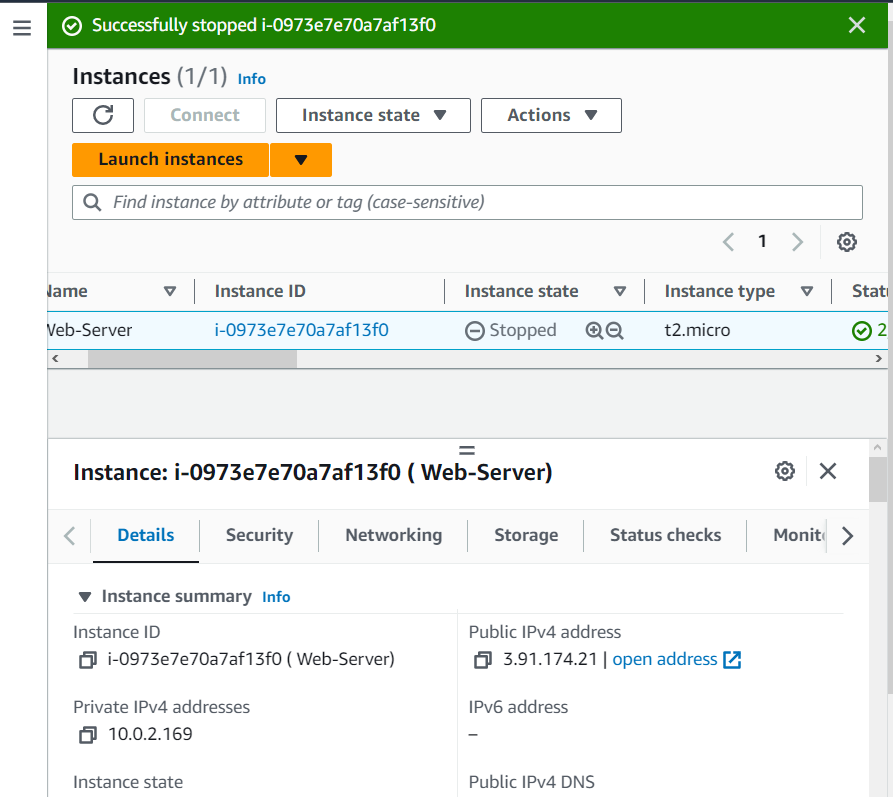 Successfully stopped i-0973e7e70a7af13f0
Instances (1/1) Info
Connect Instance state Actions
Launch instances
Find instance by attribute or tag (case-sensitive)
1
Name Instance ID Instance state Instance type Statu
Web-Server i-0973e7e70a7af13f0 Stopped t2.micro 2
Instance: i-0973e7e70a7af13f0 ( Web-Server)
Details Security Networking Storage Status checks Monito
Instance summary Info
Instance ID Public IPv4 address
i-0973e7e70a7af13f0 ( Web-Server) 3.91.174.21 | open address
Private IPv4 addresses IPv6 address
10.0.2.169 –
Instance state Public IPv4 DNS